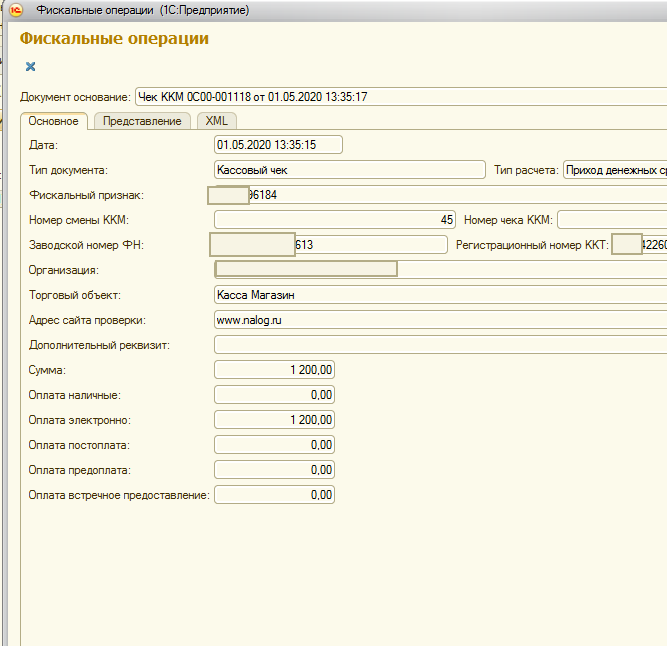 Фискальные операции (1С:Предприятие)
Фискальные операции
Документ основание: Чек ККМ 0С00-001118 от 01.05.2020 13:35:17
Основное Представление XML
Дата: 01.05.2020 13:35:15
Тип документа: Кассовый чек Тип расчета: Приход денежных ср
Фискальный признак: 96184
Номер смены ККМ: 45 Номер чека ККМ:
Заводской номер ФН: 613 Регистрационный номер ККТ: 42260
Организация:
Торговый объект: Касса Магазин
Адрес сайта проверки: www.nalog.ru
Дополнительный реквизит:
Сумма: 1 200,00
Оплата наличные: 0,00
Оплата электронно: 1 200,00
Оплата постоплата: 0,00
Оплата предоплата: 0,00
Оплата встречное предоставление: 0,00